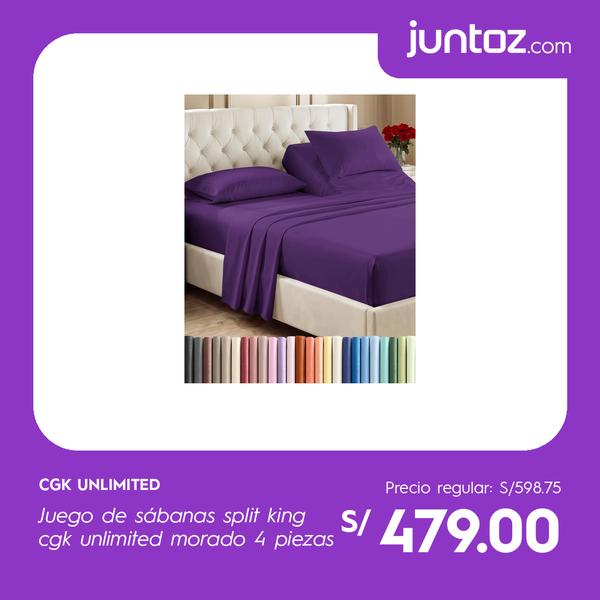 juntoz.com
CGK UNLIMITED
Juego de sábanas split king
cgk unlimited morado 4 piezas
Precio regular: S/598.75
S/ 479.00